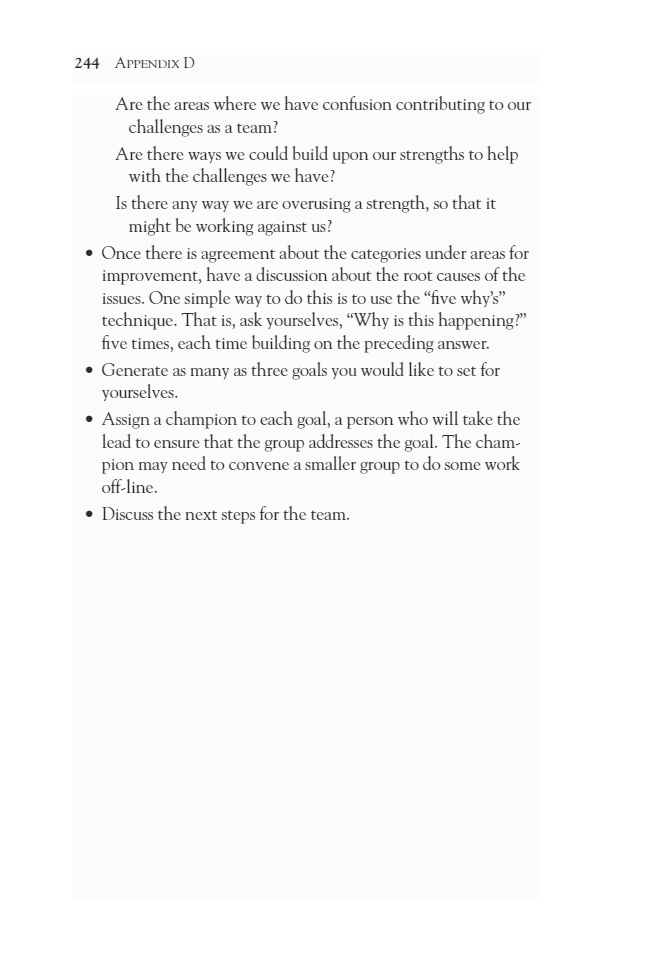 244 APPENDIX D
Are the areas where we have confusion contributing to our
challenges as a team?
Are there ways we could build upon our strengths to help
with the challenges we have?
Is there any way we are overusing a strength, so that it
might be working against us?
• Once there is agreement about the categories under areas for
improvement, have a discussion about the root causes of the
issues. One simple way to do this is to use the “five why’s”
technique. That is, ask yourselves, “Why is this happening?”
five times, each time building on the preceding answer.
• Generate as many as three goals you would like to set for
yourselves.
• Assign a champion to each goal, a person who will take the
lead to ensure that the group addresses the goal. The cham-
pion may need to convene a smaller group to do some work
off-line.
• Discuss the next steps for the team.